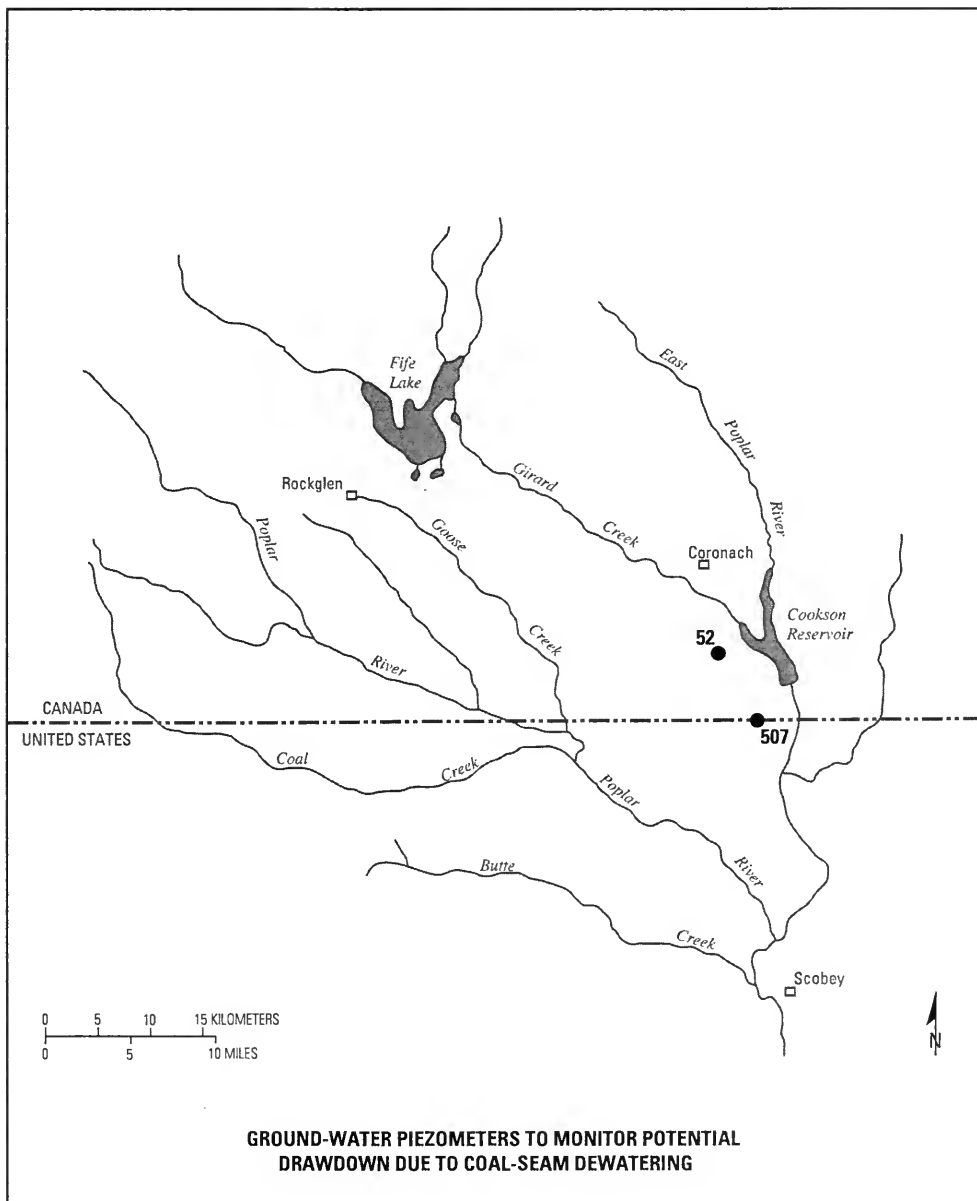 Fife
Lake
East
Poplar
River
Rockglen
Girard
Creek
Goose
Creek
Coronach
Poplar
River
Cookson
Reservoir
52
CANADA
UNITED STATES
507
Coal
Creek
Poplar
River
Butte
Creek
Scobey
0 5 10 15 KILOMETERS
0 5 10 MILES
N
GROUND-WATER PIEZOMETERS TO MONITOR POTENTIAL
DRAWDOWN DUE TO COAL-SEAM DEWATERING